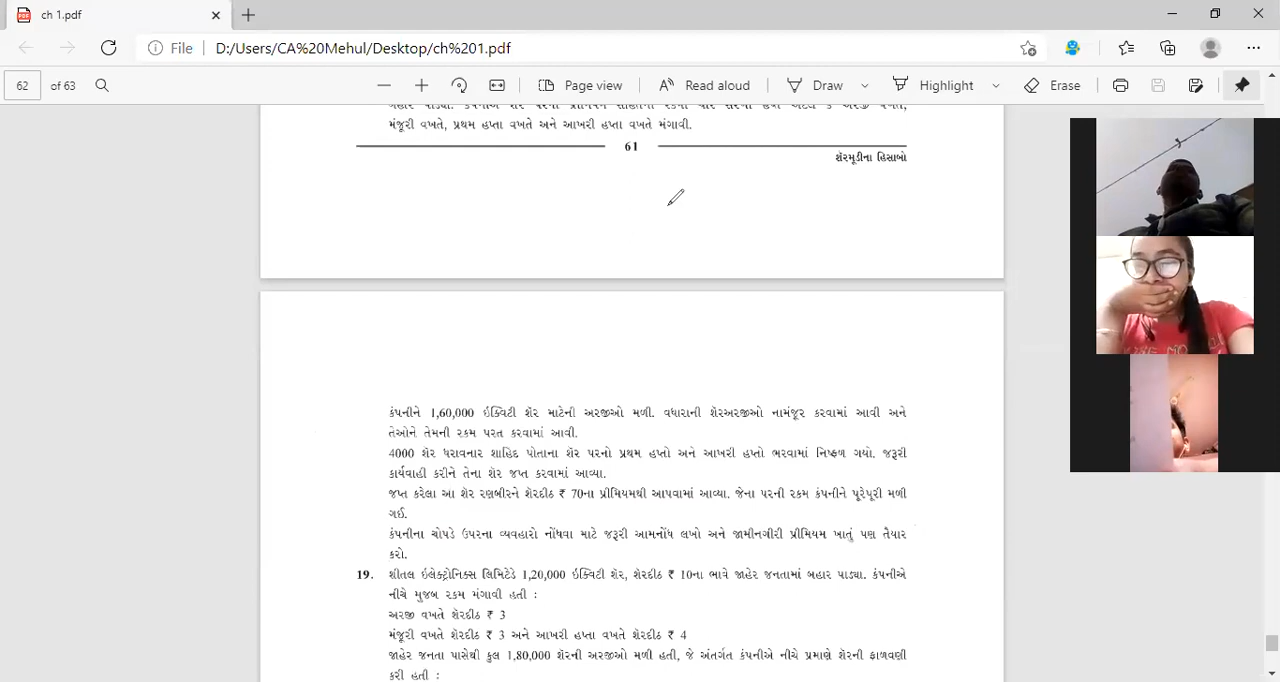 ch 1.pdf
File D:/Users/CA%20Mehul/Desktop/ch%201.pdf
62 of 63 Page view Read aloud Draw Highlight Erase
મંજૂરી વખતે, પ્રથમ હપ્તા વખતે અને આખરી હપ્તા વખતે મંગાવી.
61
શૅરમૂડીના હિસાબો
કંપનીને 1,60,000 ઇક્વિટી શૅર માટેની અરજીઓ મળી. વધારાની શૅરઅરજીઓ નામંજૂર કરવામાં આવી અને
તેઓને તેમની રકમ પરત કરવામાં આવી.
4000 શૅર ધરાવનાર શાહિદ પોતાના શૅર પરનો પ્રથમ હપ્તો અને આખરી હપ્તો ભરવામાં નિષ્ફળ ગયો. જરૂરી
કાર્યવાહી કરીને તેના શૅર જપ્ત કરવામાં આવ્યા.
જપ્ત કરેલા આ શૅર રણબીરને શૅરદીઠ ₹ 70ના પ્રીમિયમથી આપવામાં આવ્યા. જેના પરની રકમ કંપનીને પૂરેપૂરી મળી
ગઈ.
કંપનીના ચોપડે ઉપરના વ્યવહારો નોંધવા માટે જરૂરી આમનોંધ લખો અને જામીનગીરી પ્રીમિયમ ખાતું પણ તૈયાર
કરો.
19. શીતલ ઇલેક્ટ્રોનિક્સ લિમિટેડે 1,20,000 ઇક્વિટી શૅર, શૅરદીઠ ₹ 10ના ભાવે જાહેર જનતામાં બહાર પાડ્યા. કંપનીએ
નીચે મુજબ રકમ મંગાવી હતી :
અરજી વખતે શૅરદીઠ ₹ 3
મંજૂરી વખતે શૅરદીઠ ₹ 3 અને આખરી હપ્તા વખતે શૅરદીઠ ₹ 4
જાહેર જનતા પાસેથી કુલ 1,80,000 શૅરની અરજીઓ મળી હતી, જે અંતર્ગત કંપનીએ નીચે પ્રમાણે શૅરની ફાળવણી
કરી હતી :